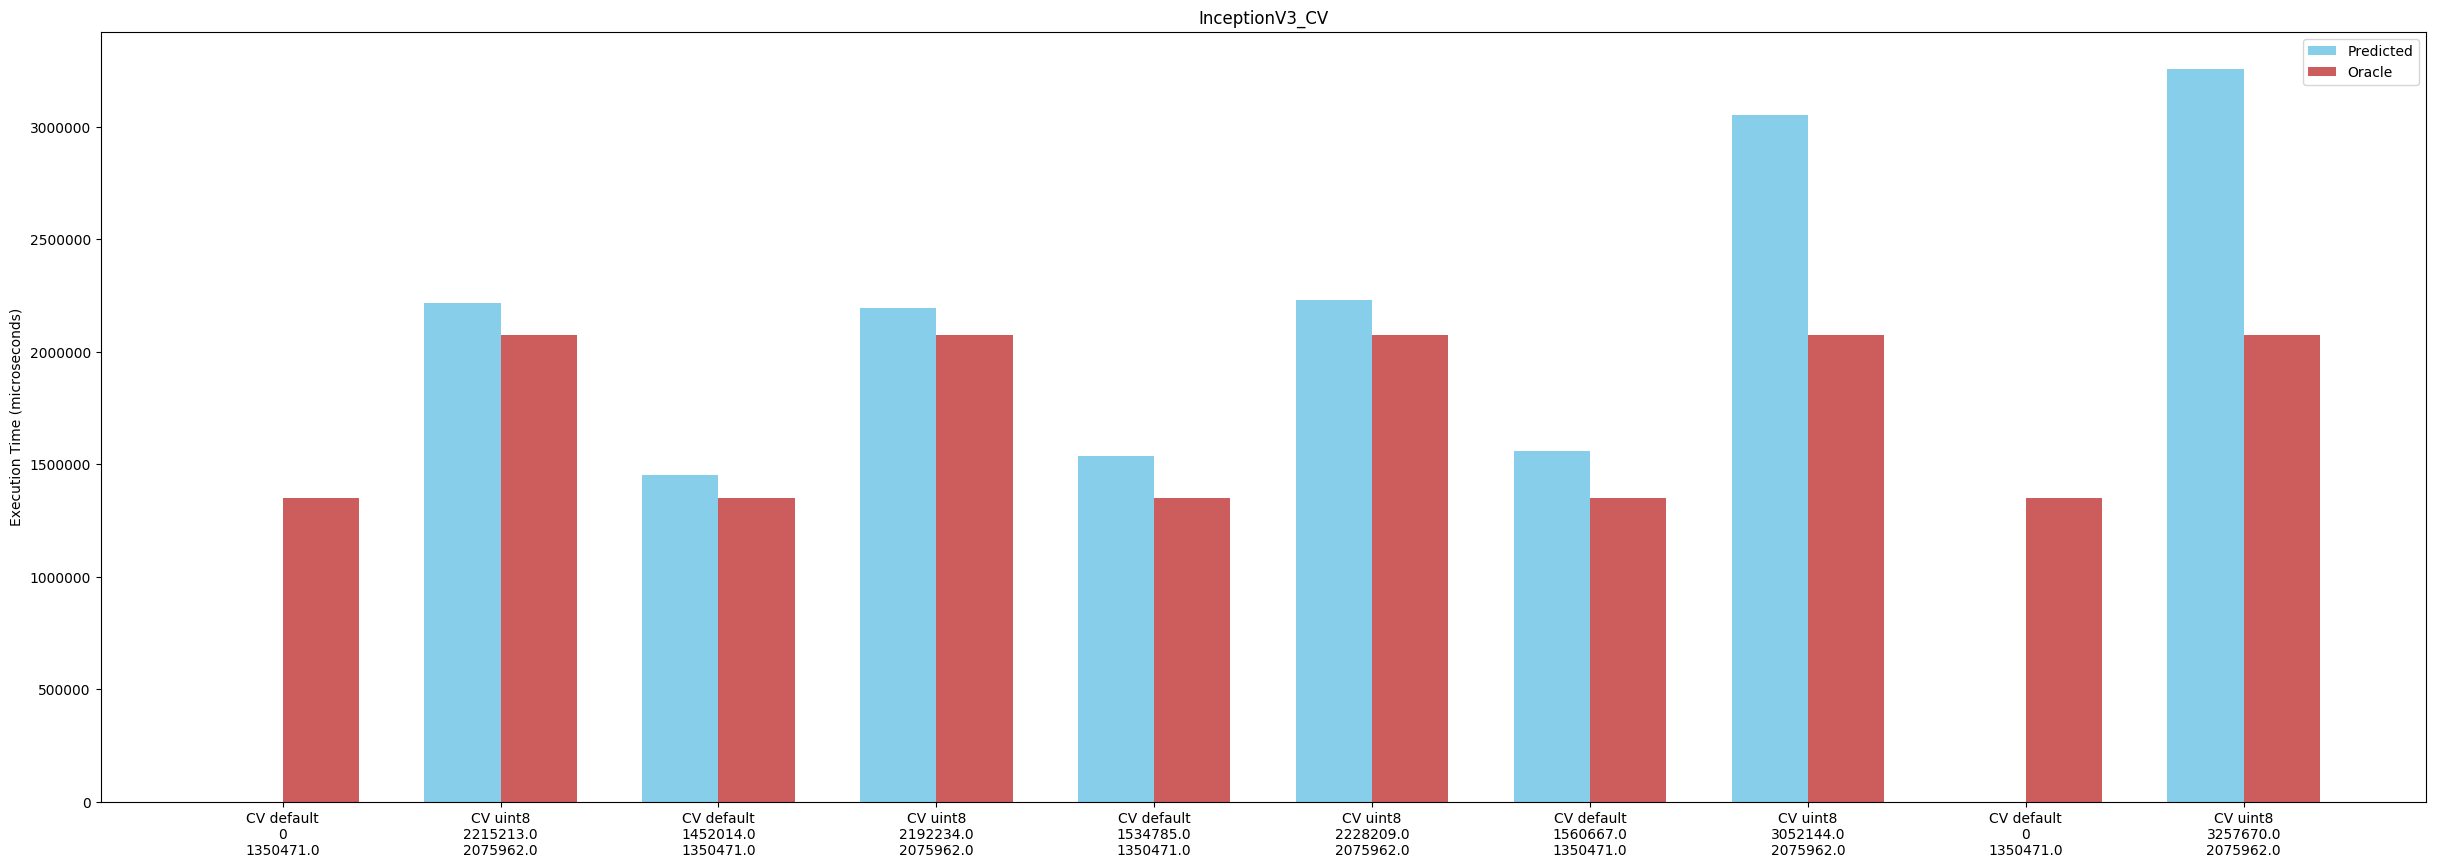 InceptionV3_CV
Predicted
Oracle
Execution Time (microseconds)
3000000
2500000
2000000
1500000
1000000
500000
0
CV default
0
1350471.0
CV uint8
2215213.0
2075962.0
CV default
1452014.0
1350471.0
CV uint8
2192234.0
2075962.0
CV default
1534785.0
1350471.0
CV uint8
2228209.0
2075962.0
CV default
1560667.0
1350471.0
CV uint8
3052144.0
2075962.0
CV default
0
1350471.0
CV uint8
3257670.0
2075962.0